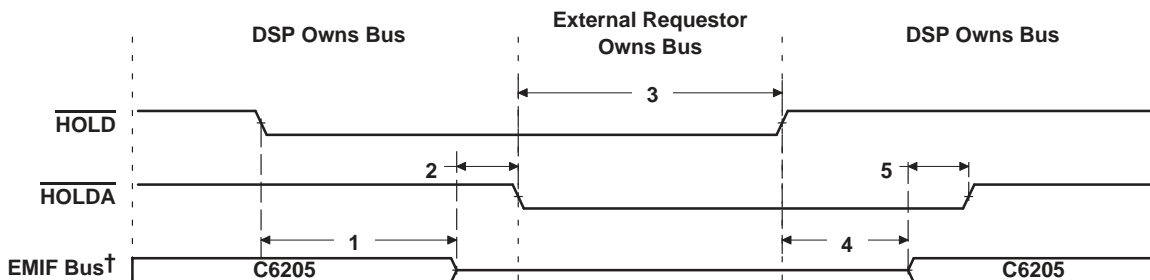 DSP Owns Bus
External Requestor
Owns Bus
DSP Owns Bus
3
HOLD
2
5
HOLDA
1
4
EMIF Bus†
C6205
C6205